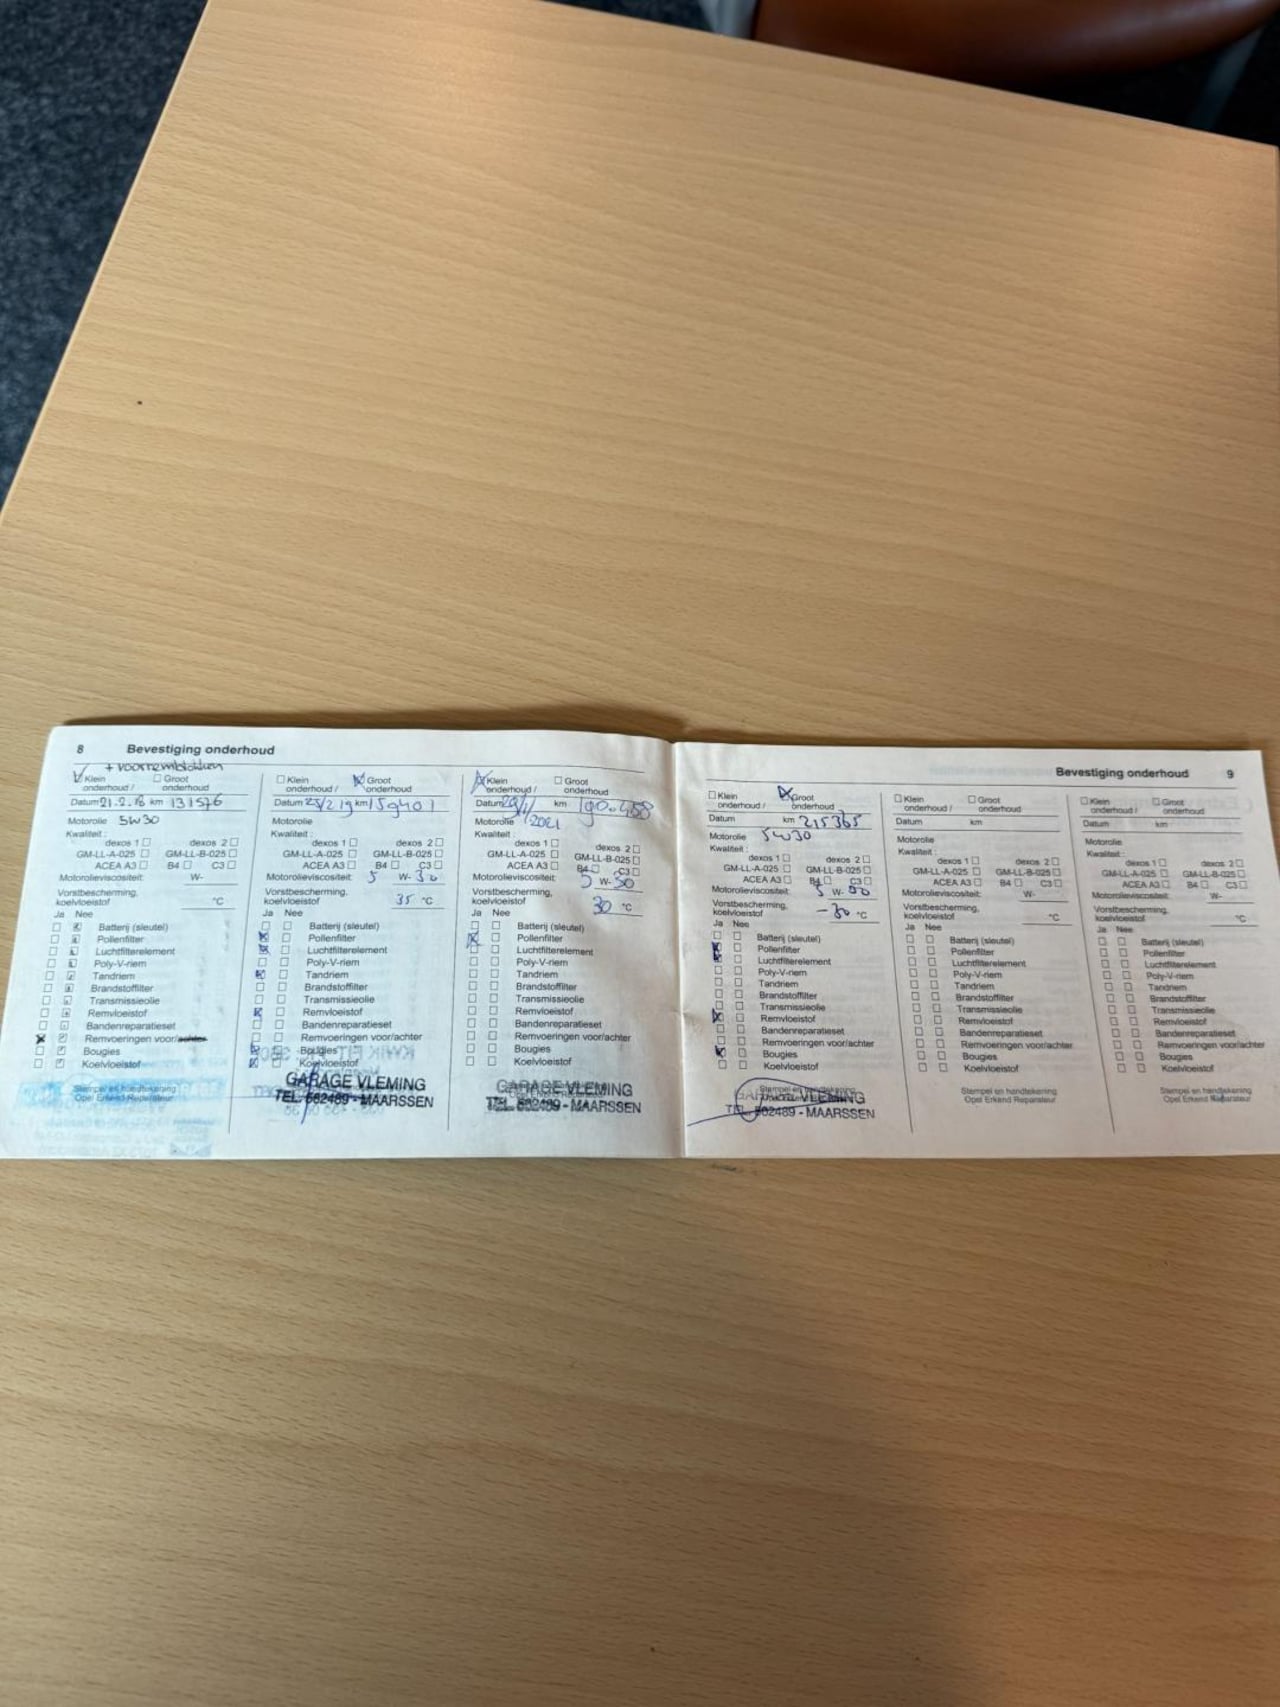 8 Bevestiging onderhoud
+ voorremblokken
Klein onderhoud / Groot onderhoud
Datum 21.2.18 km 131576
Motorolie 5W30
Kwaliteit :
dexos 1 dexos 2
GM-LL-A-025 GM-LL-B-025
ACEA A3 B4 C3
Motorolieviscositeit: W-
Vorstbescherming,
koelvloeistof °C
Ja Nee
Batterij (sleutel)
Pollenfilter
Luchtfilterelement
Poly-V-riem
Tandriem
Brandstoffilter
Transmissieolie
Remvloeistof
Bandenreparatieset
Remvoeringen voor/achter
Bougies
Koelvloeistof
Stempel en handtekening
Opel Erkend Reparateur
Klein onderhoud / Groot onderhoud
Datum 25/2 19 km 159401
Motorolie
Kwaliteit :
dexos 1 dexos 2
GM-LL-A-025 GM-LL-B-025
ACEA A3 B4 C3
Motorolieviscositeit: 5 W-30
Vorstbescherming,
koelvloeistof 35 °C
Ja Nee
Batterij (sleutel)
Pollenfilter
Luchtfilterelement
Poly-V-riem
Tandriem
Brandstoffilter
Transmissieolie
Remvloeistof
Bandenreparatieset
Remvoeringen voor/achter
Bougies
Koelvloeistof
GARAGE VLEMING
TEL. 562489 - MAARSSEN
Klein onderhoud / Groot onderhoud
Datum km 190.458
Motorolie 2021
Kwaliteit :
dexos 1 dexos 2
GM-LL-A-025 GM-LL-B-025
ACEA A3 B4 C3
Motorolieviscositeit: 5 W-30
Vorstbescherming,
koelvloeistof 30 °C
Ja Nee
Batterij (sleutel)
Pollenfilter
Luchtfilterelement
Poly-V-riem
Tandriem
Brandstoffilter
Transmissieolie
Remvloeistof
Bandenreparatieset
Remvoeringen voor/achter
Bougies
Koelvloeistof
GARAGE VLEMING
TEL. 562489 - MAARSSEN
Bevestiging onderhoud 9
Klein onderhoud / Groot onderhoud
Datum km 215365
Motorolie 5W30
Kwaliteit :
dexos 1 dexos 2
GM-LL-A-025 GM-LL-B-025
ACEA A3 B4 C3
Motorolieviscositeit: 5 W-30
Vorstbescherming,
koelvloeistof -30 °C
Ja Nee
Batterij (sleutel)
Pollenfilter
Luchtfilterelement
Poly-V-riem
Tandriem
Brandstoffilter
Transmissieolie
Remvloeistof
Bandenreparatieset
Remvoeringen voor/achter
Bougies
Koelvloeistof
Stempel en handtekening
GARAGE VLEMING
TEL. 562489 - MAARSSEN
Klein onderhoud / Groot onderhoud
Datum km
Motorolie
Kwaliteit :
dexos 1 dexos 2
GM-LL-A-025 GM-LL-B-025
ACEA A3 B4 C3
Motorolieviscositeit: W-
Vorstbescherming,
koelvloeistof °C
Ja Nee
Batterij (sleutel)
Pollenfilter
Luchtfilterelement
Poly-V-riem
Tandriem
Brandstoffilter
Transmissieolie
Remvloeistof
Bandenreparatieset
Remvoeringen voor/achter
Bougies
Koelvloeistof
Stempel en handtekening
Opel Erkend Reparateur
Klein onderhoud / Groot onderhoud
Datum km
Motorolie
Kwaliteit :
dexos 1 dexos 2
GM-LL-A-025 GM-LL-B-025
ACEA A3 B4 C3
Motorolieviscositeit: W-
Vorstbescherming,
koelvloeistof °C
Ja Nee
Batterij (sleutel)
Pollenfilter
Luchtfilterelement
Poly-V-riem
Tandriem
Brandstoffilter
Transmissieolie
Remvloeistof
Bandenreparatieset
Remvoeringen voor/achter
Bougies
Koelvloeistof
Stempel en handtekening
Opel Erkend Reparateur